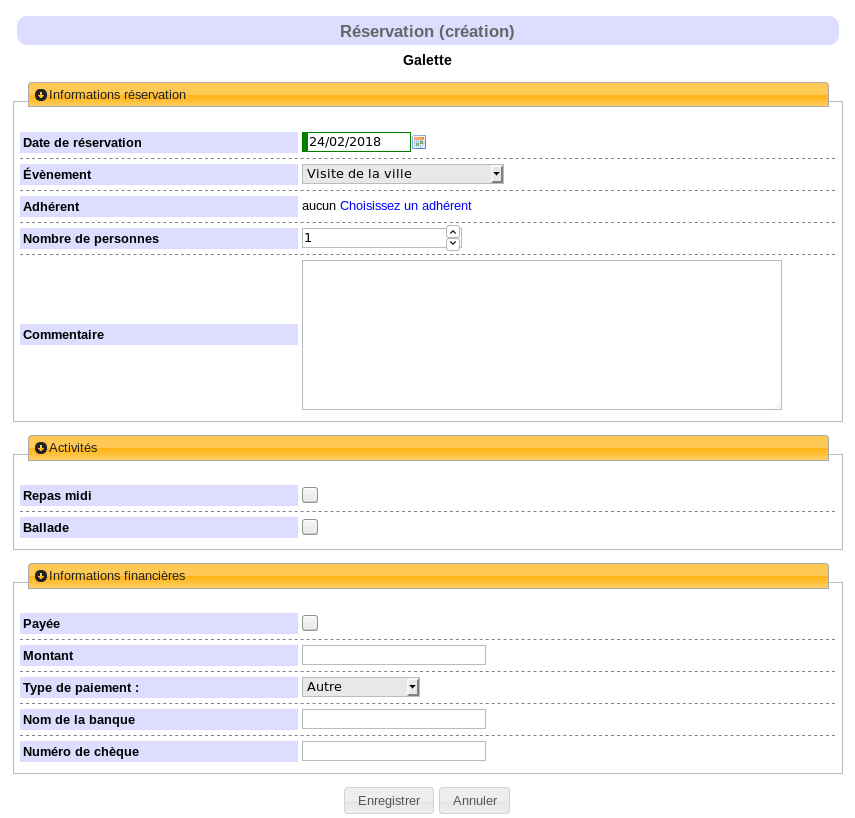 Réservation (création)
Galette
Informations réservation
Date de réservation 24/02/2018
Évènement Visite de la ville
Adhérent aucun Choisissez un adhérent
Nombre de personnes 1
Commentaire
Activités
Repas midi
Ballade
Informations financières
Payée
Montant
Type de paiement : Autre
Nom de la banque
Numéro de chèque
Enregistrer Annuler